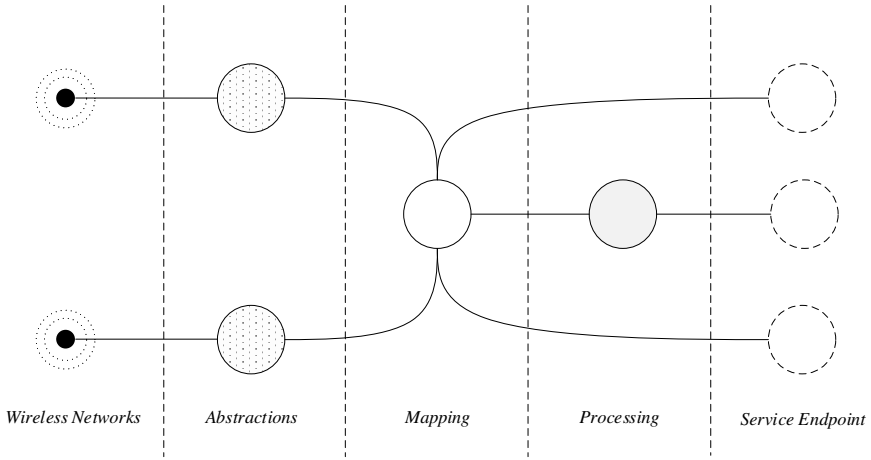 Wireless Networks
Abstractions
Mapping
Processing
Service Endpoint